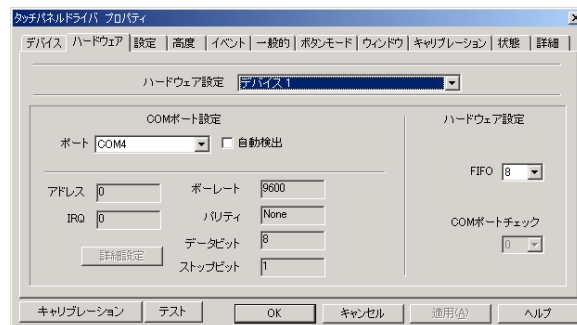 タッチパネルドライバ プロパティ
デバイス ハードウェア 設定 高度 イベント 一般的 ボタンモード ウィンドウ キャリブレーション 状態 詳細
ハードウェア設定 デバイス 1
COMポート設定
ポート COM4 自動検出
アドレス 0
IRQ 0
詳細設定
ボーレート 9600
パリティ None
データビット 8
ストップビット 1
ハードウェア設定
FIFO 8
COMポートチェック
0
キャリブレーション テスト OK キャンセル 適用(A) ヘルプ